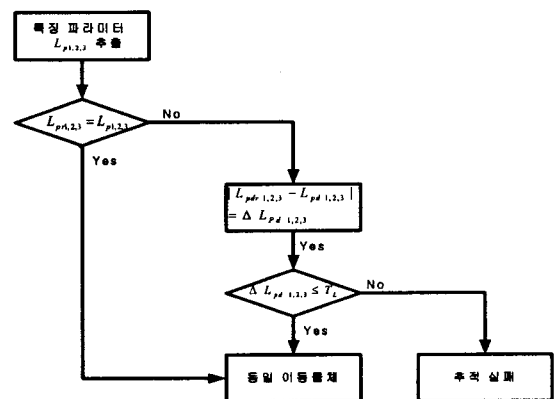 특징 파라미터
L_{p1,2,3} 추출
L_{pr1,2,3} = L_{p1,2,3}
No
Yes
| L_{pdr 1,2,3} − L_{pd 1,2,3} |
= Δ L_{pd 1,2,3}
Yes
Δ L_{pd 1,2,3} ≤ T_L
No
Yes
동일 이동물체
추적 실패